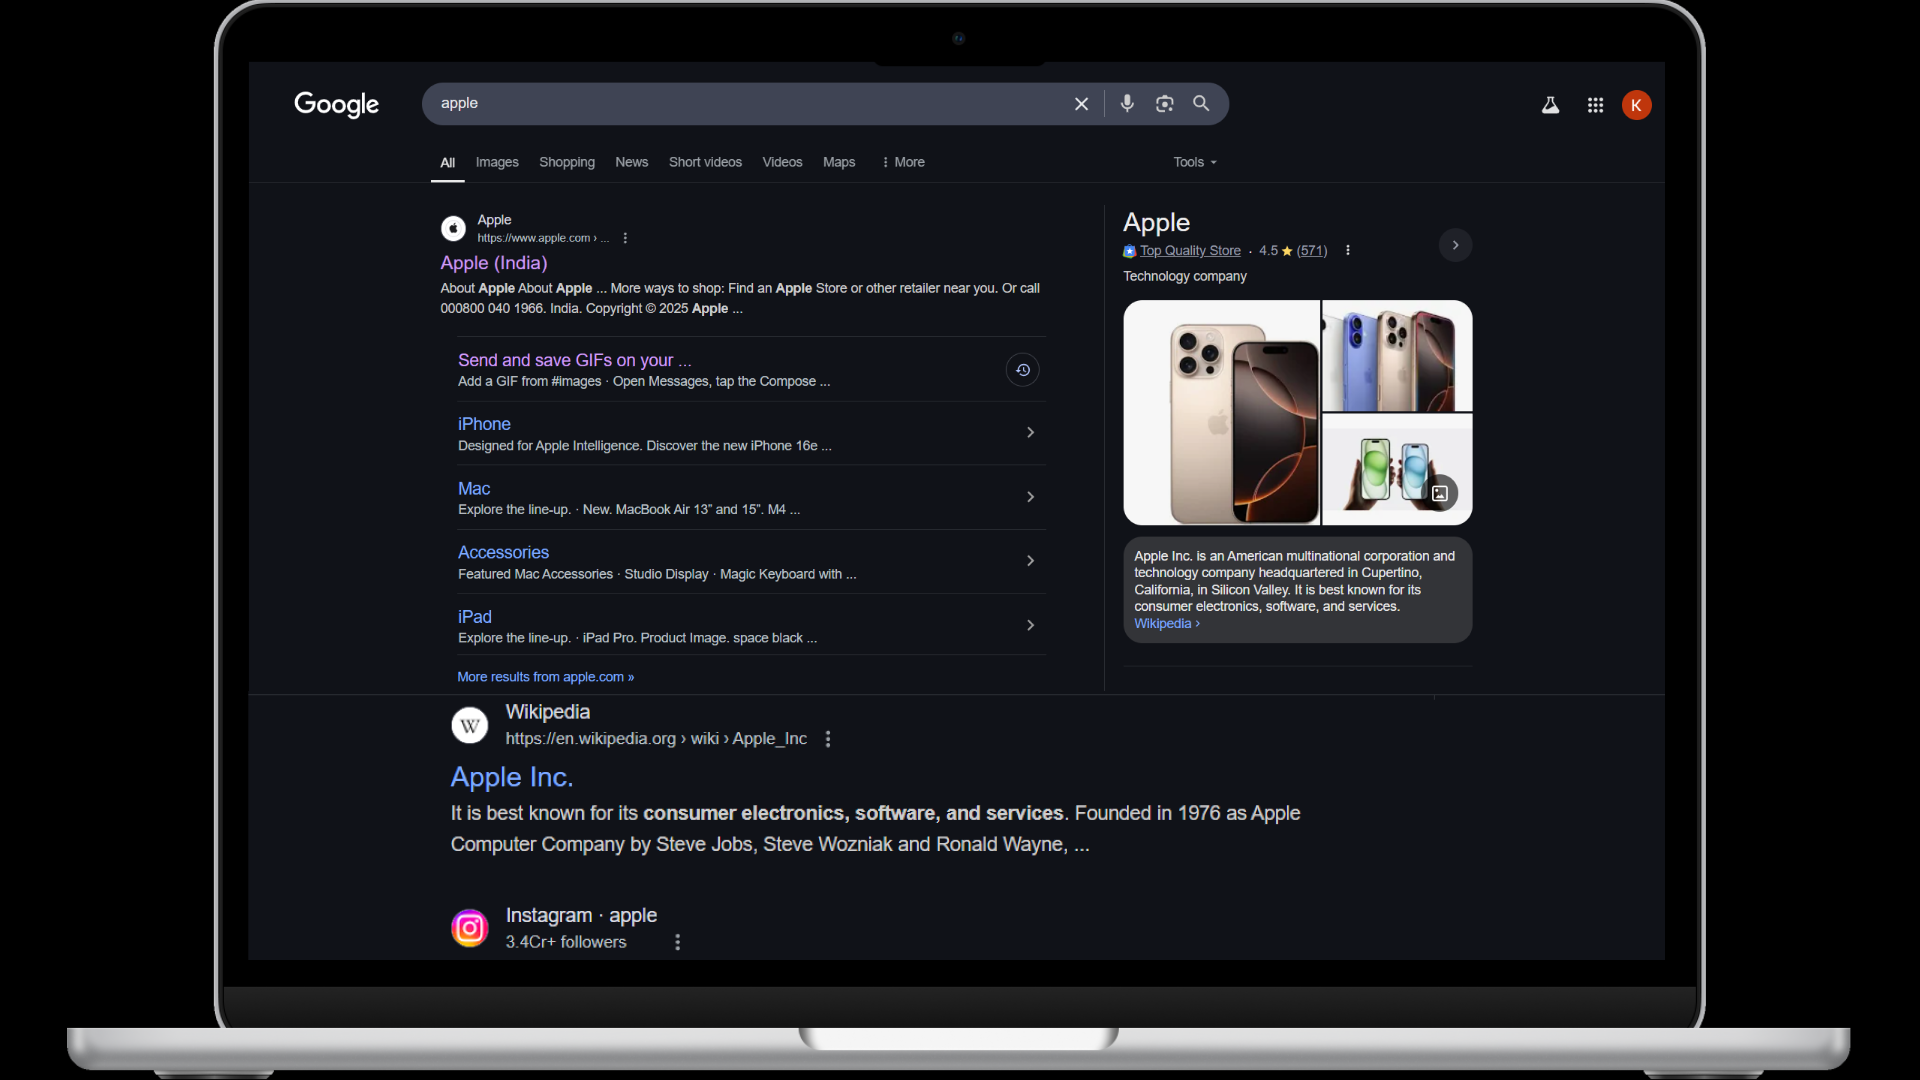 Google
apple
K
All Images Shopping News Short videos Videos Maps More Tools
Apple
https://www.apple.com › ...
Apple (India)
About Apple About Apple ... More ways to shop: Find an Apple Store or other retailer near you. Or call
000800 040 1966. India. Copyright © 2025 Apple ...
Send and save GIFs on your ...
Add a GIF from #images · Open Messages, tap the Compose ...
iPhone
Designed for Apple Intelligence. Discover the new iPhone 16e ...
Mac
Explore the line-up. · New. MacBook Air 13” and 15”. M4 ...
Accessories
Featured Mac Accessories · Studio Display · Magic Keyboard with ...
iPad
Explore the line-up. · iPad Pro. Product Image. space black ...
More results from apple.com »
Apple
Top Quality Store · 4.5 (571)
Technology company
Apple Inc. is an American multinational corporation and
technology company headquartered in Cupertino,
California, in Silicon Valley. It is best known for its
consumer electronics, software, and services.
Wikipedia ›
W
Wikipedia
https://en.wikipedia.org › wiki › Apple_Inc
Apple Inc.
It is best known for its consumer electronics, software, and services. Founded in 1976 as Apple
Computer Company by Steve Jobs, Steve Wozniak and Ronald Wayne, ...
Instagram · apple
3.4Cr+ followers